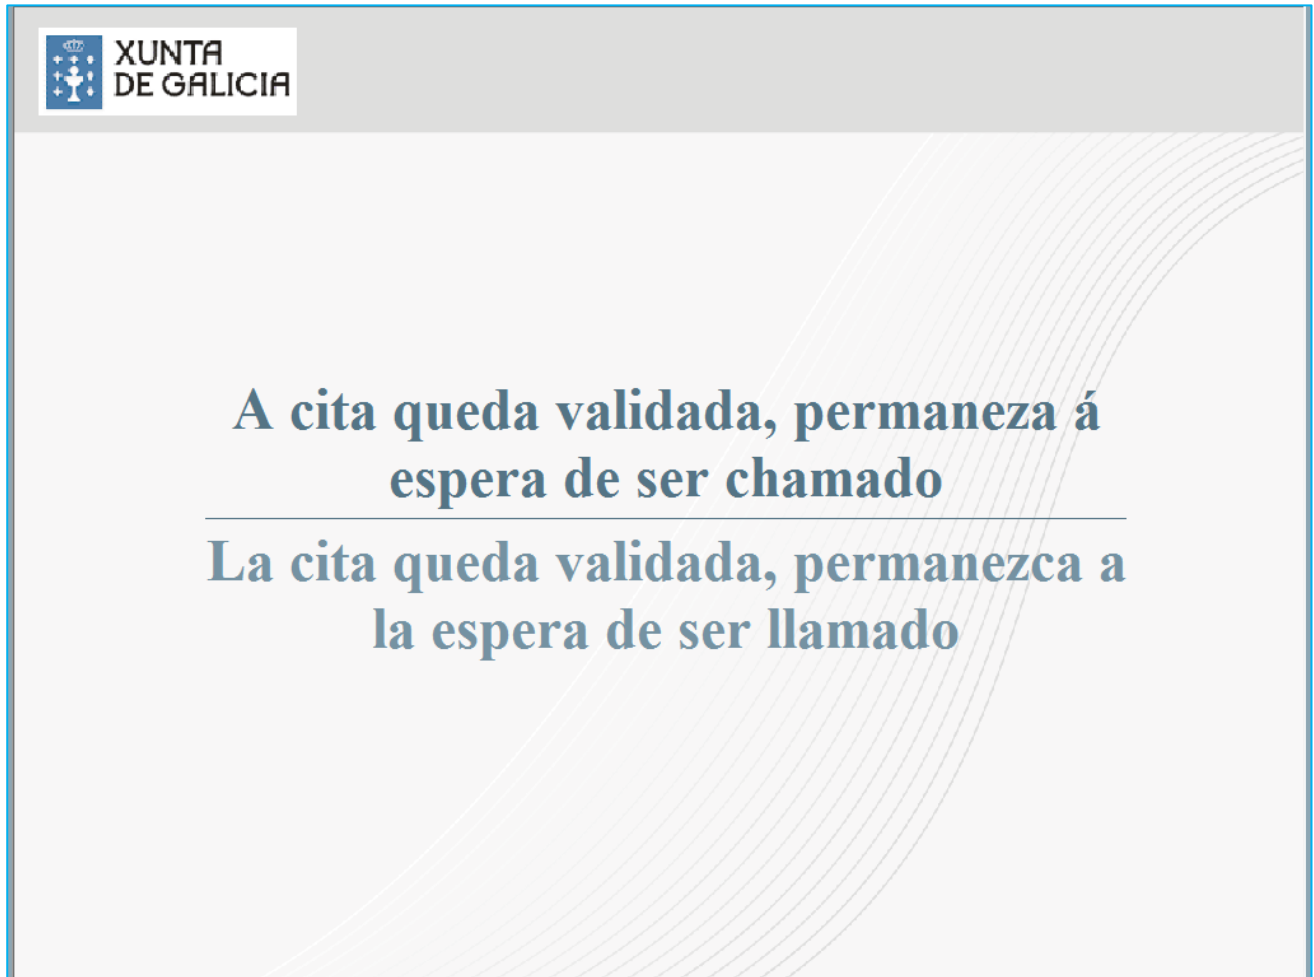 XUNTA
DE GALICIA
A cita queda validada, permaneza á
espera de ser chamado
La cita queda validada, permanezca a
la espera de ser llamado